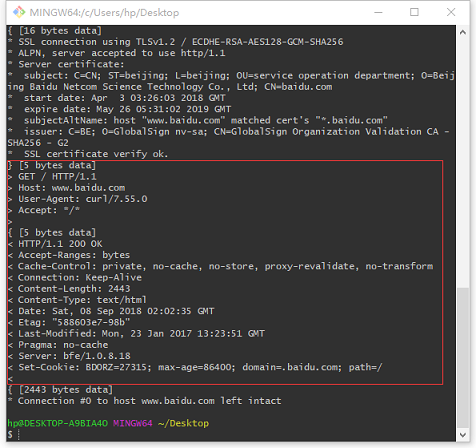 MINGW64:/c/Users/hp/Desktop
{ [16 bytes data]
* SSL connection using TLSv1.2 / ECDHE-RSA-AES128-GCM-SHA256
* ALPN, server accepted to use http/1.1
* Server certificate:
*  subject: C=CN; ST=beijing; L=beijing; OU=service operation department; O=Beij
ing Baidu Netcom Science Technology Co., Ltd; CN=baidu.com
*  start date: Apr  3 03:26:03 2018 GMT
*  expire date: May 26 05:31:02 2019 GMT
*  subjectAltName: host "www.baidu.com" matched cert's "*.baidu.com"
*  issuer: C=BE; O=GlobalSign nv-sa; CN=GlobalSign Organization Validation CA -
SHA256 - G2
*  SSL certificate verify ok.
} [5 bytes data]
> GET / HTTP/1.1
> Host: www.baidu.com
> User-Agent: curl/7.55.0
> Accept: "/"
>
{ [5 bytes data]
< HTTP/1.1 200 OK
< Accept-Ranges: bytes
< Cache-Control: private, no-cache, no-store, proxy-revalidate, no-transform
< Connection: Keep-Alive
< Content-Length: 2443
< Content-Type: text/html
< Date: Sat, 08 Sep 2018 02:02:35 GMT
< Etag: "588603e7-98b"
< Last-Modified: Mon, 23 Jan 2017 13:23:51 GMT
< Pragma: no-cache
< Server: bfe/1.0.8.18
< Set-Cookie: BDORZ=27315; max-age=86400; domain=.baidu.com; path=/
<
{ [2443 bytes data]
* Connection #0 to host www.baidu.com left intact
hp@DESKTOP-A9BIA4O MINGW64 ~/Desktop
$